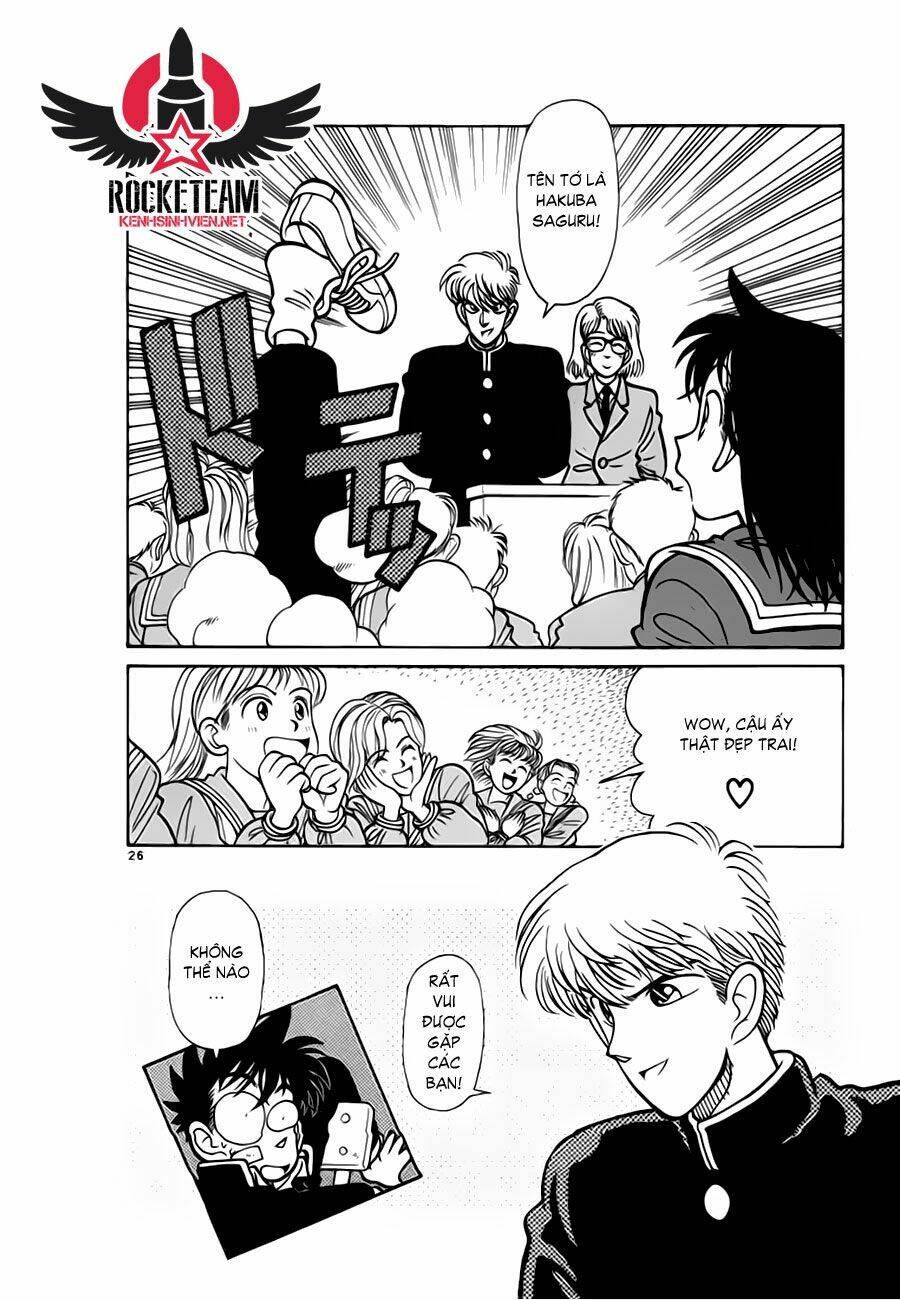 ROCKETEAM
KENHSINHVIEN.NET
TÊN TỚ LÀ
HAKUBA
SAGURU!
ドテッ
WOW, CẬU ẤY
THẬT ĐẸP TRAI!
26
KHÔNG
THỂ NÀO
...
RẤT
VUI
ĐƯỢC
GẶP
CÁC
BẠN!